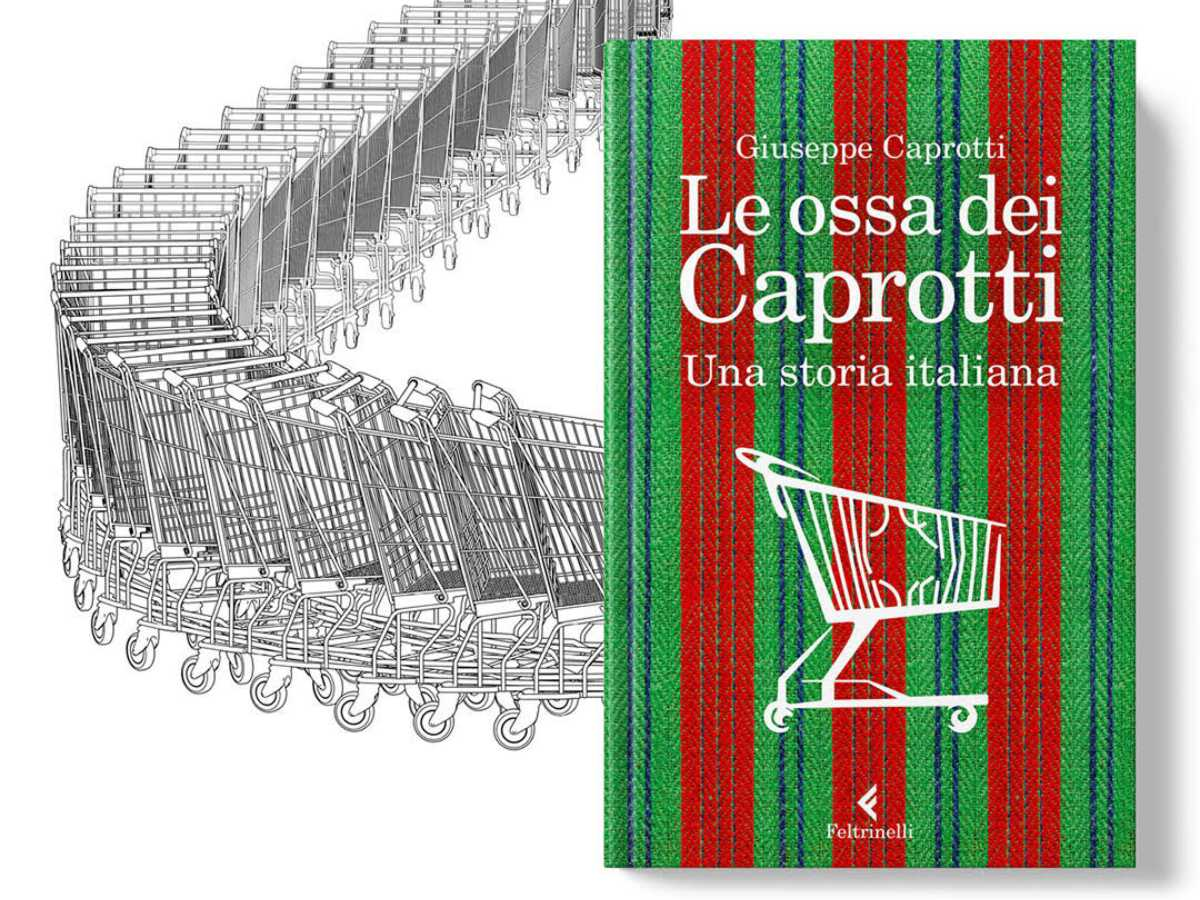 Giuseppe Caprotti
Le ossa dei
Caprotti
Una storia italiana
Feltrinelli